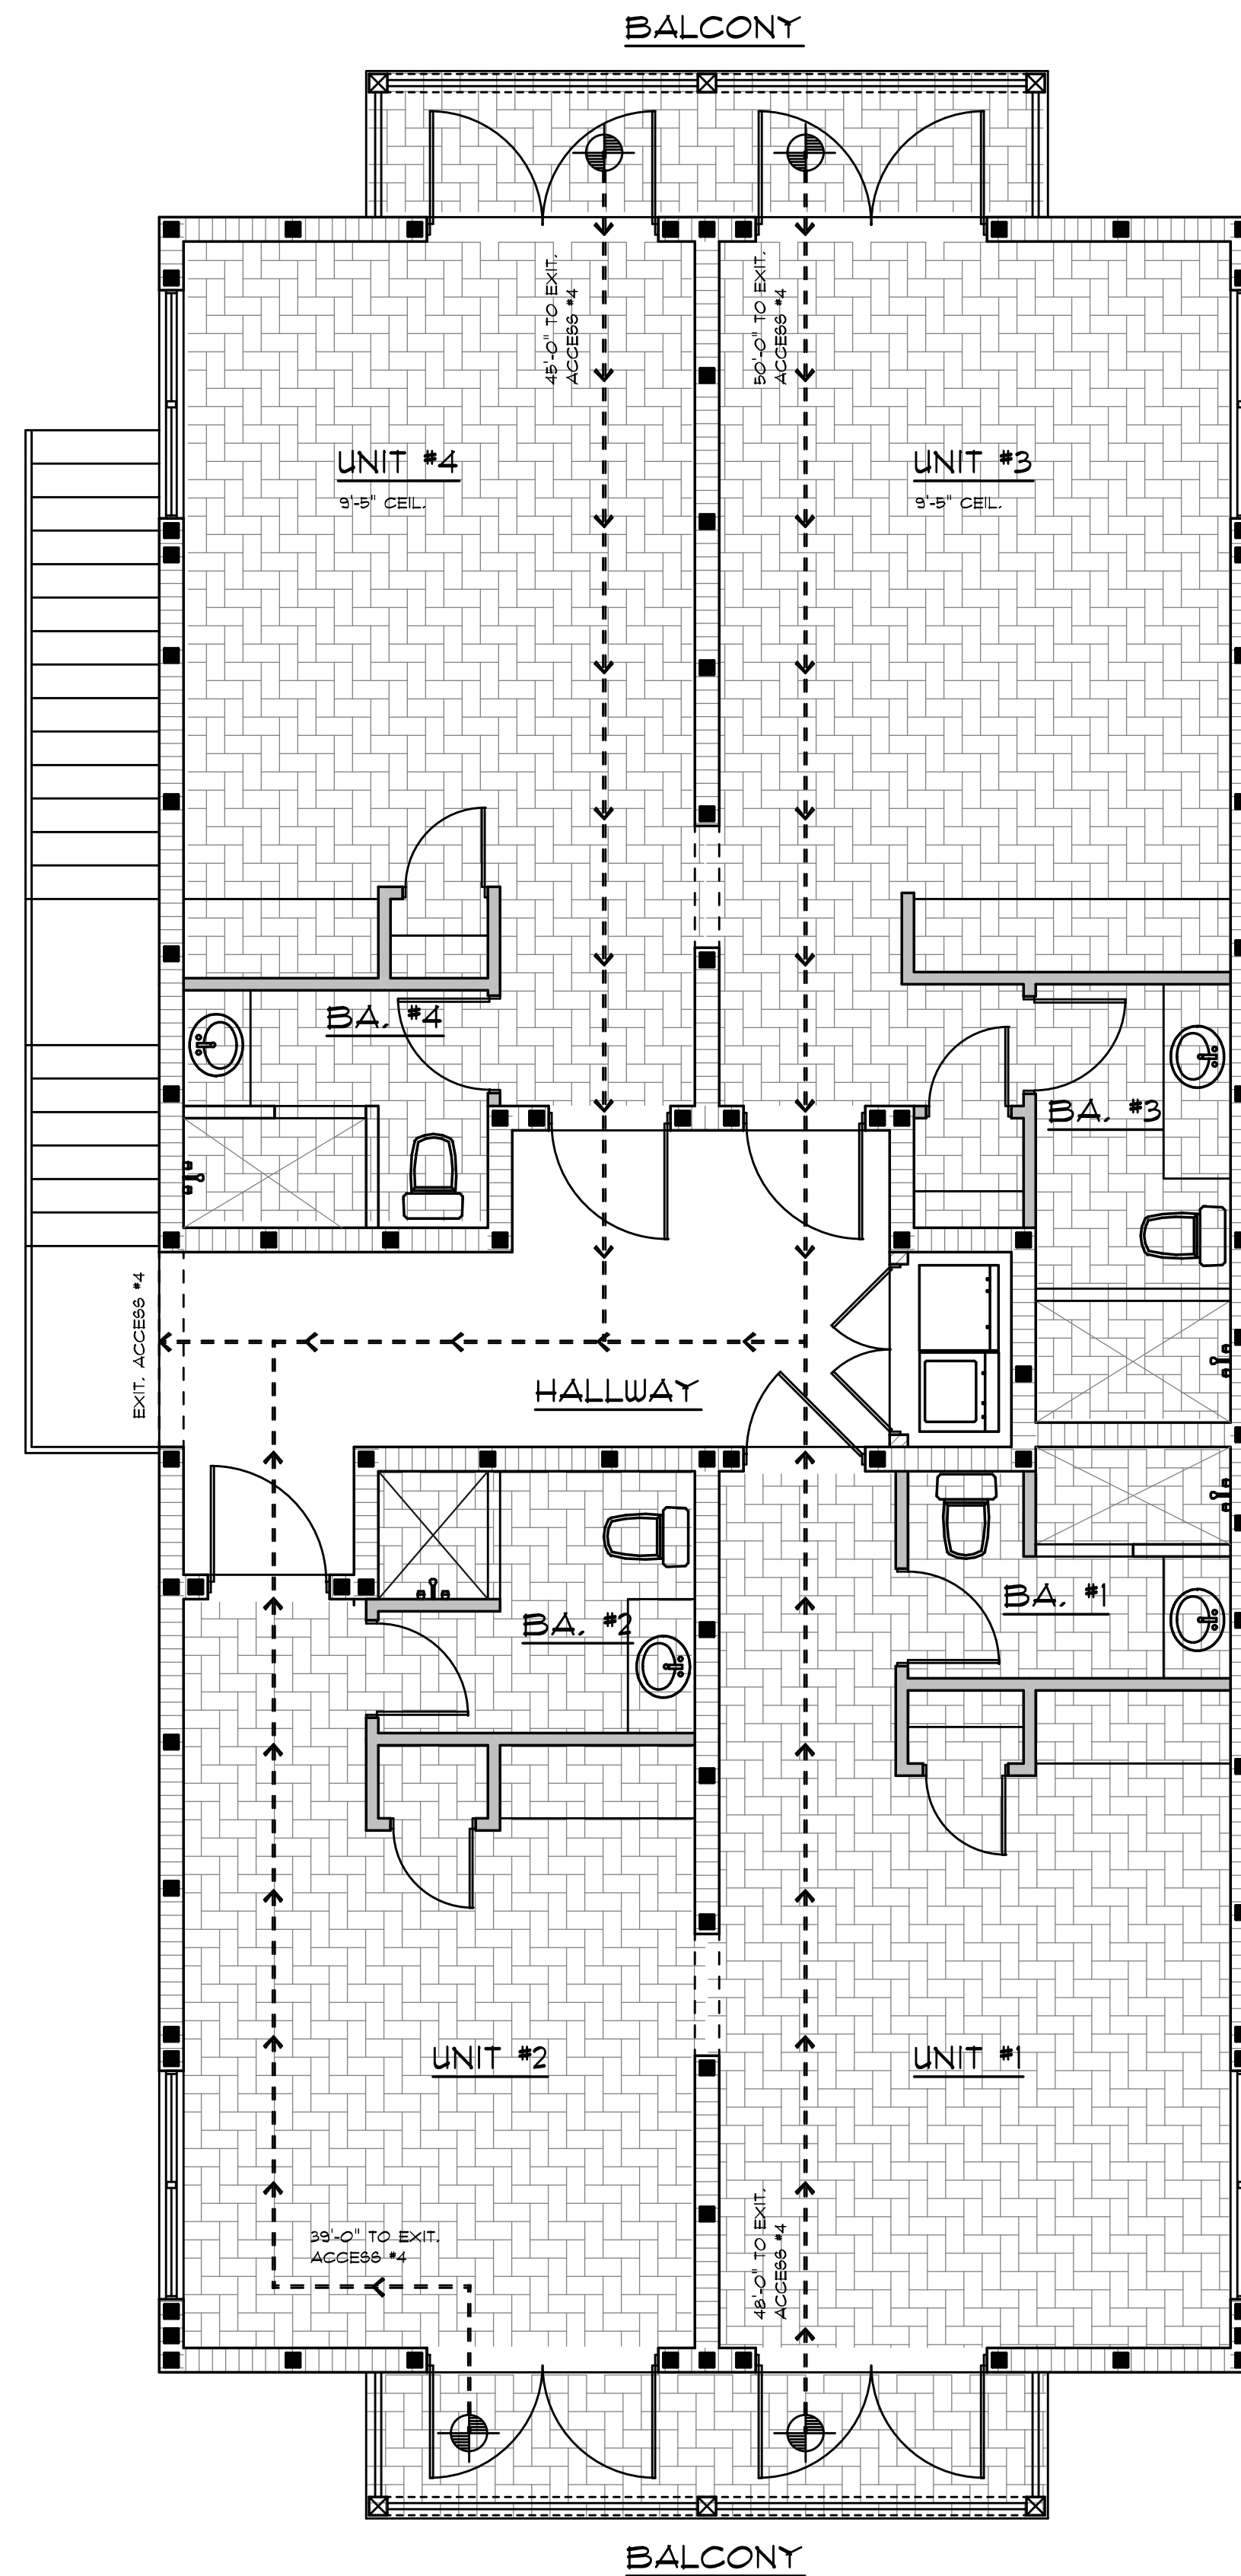 BALCONY
45'-0" TO EXIT.
ACCESS #4
50'-0" TO EXIT.
ACCESS #4
UNIT #4
9'-5" CEIL.
UNIT #3
9'-5" CEIL.
BA. #4
BA. #3
EXIT. ACCESS #4
HALLWAY
BA. #1
BA. #2
UNIT #2
UNIT #1
39'-0" TO EXIT.
ACCESS #4
48'-0" TO EXIT.
ACCESS #4
BALCONY